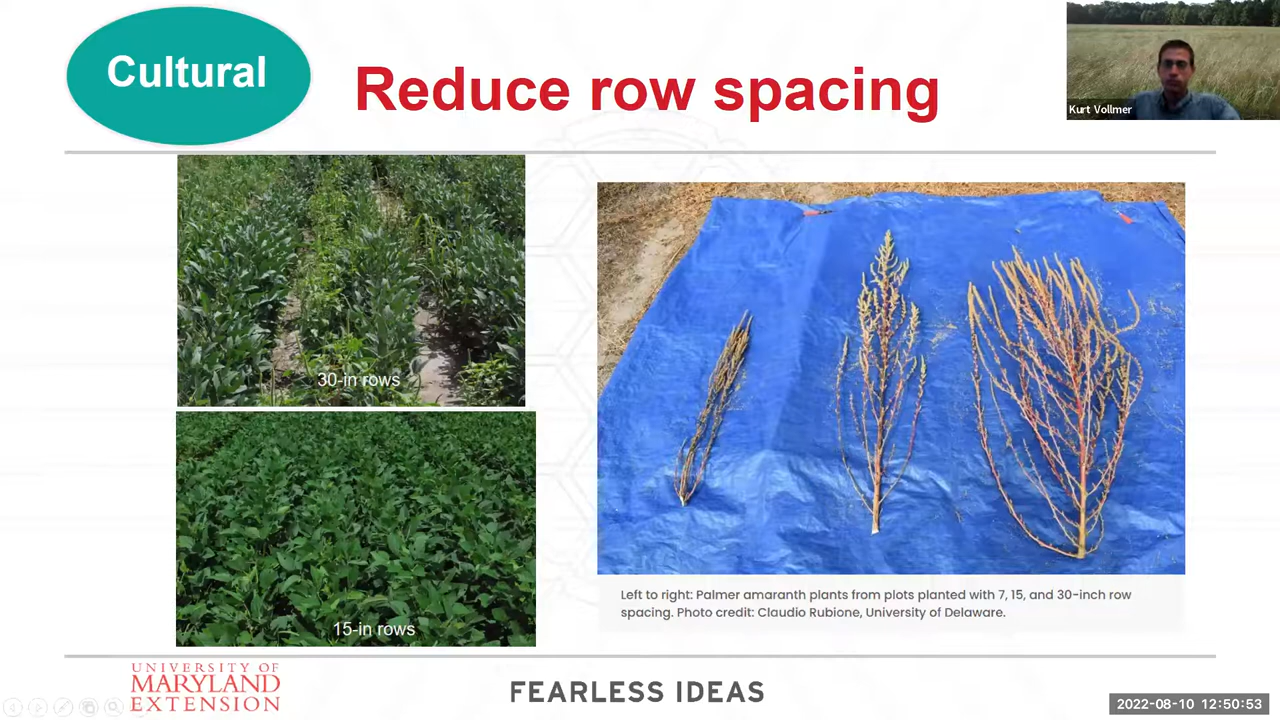 Cultural
Reduce row spacing
Kurt Vollmer
30-in rows
15-in rows
Left to right: Palmer amaranth plants from plots planted with 7, 15, and 30-inch row
spacing. Photo credit: Claudio Rubione, University of Delaware.
UNIVERSITY OF
MARYLAND
EXTENSION
FEARLESS IDEAS
2022-08-10 12:50:53